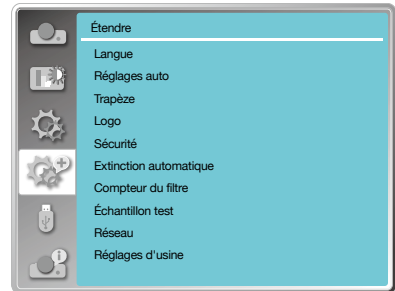 Étendre
Langue
Réglages auto
Trapèze
Logo
Sécurité
Extinction automatique
Compteur du filtre
Échantillon test
Réseau
Réglages d'usine